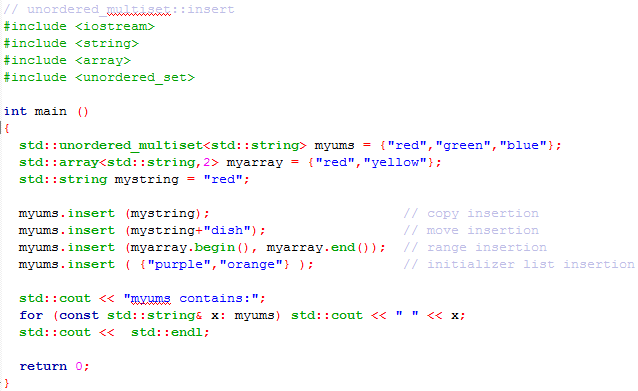 // unordered_multiset::insert
#include <iostream>
#include <string>
#include <array>
#include <unordered_set>

int main ()
{
  std::unordered_multiset<std::string> myums = {"red","green","blue"};
  std::array<std::string,2> myarray = {"red","yellow"};
  std::string mystring = "red";

  myums.insert (mystring);                        // copy insertion
  myums.insert (mystring+"dish");                 // move insertion
  myums.insert (myarray.begin(), myarray.end());  // range insertion
  myums.insert ( {"purple","orange"} );           // initializer list insertion

  std::cout << "myums contains:";
  for (const std::string& x: myums) std::cout << " " << x;
  std::cout <<  std::endl;

  return 0;
}